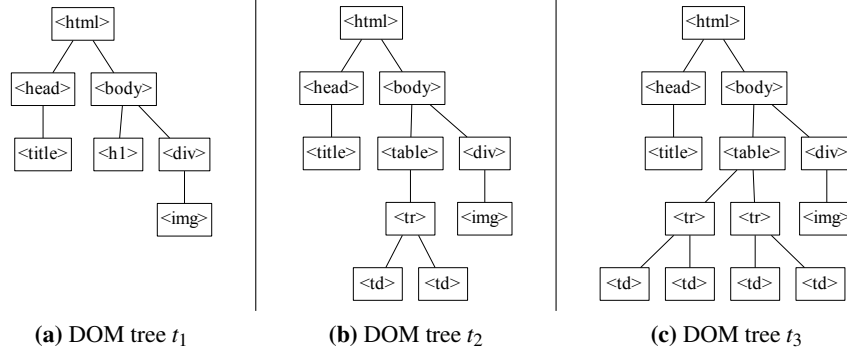 <html> <html> <html>
<head> <body> <head> <body> <head> <body>
<title> <h1> <div> <title> <table> <div> <title> <table> <div>
<img> <tr> <img> <tr> <tr> <img>
<td> <td> <td> <td> <td> <td>
(a) DOM tree t1 (b) DOM tree t2 (c) DOM tree t3